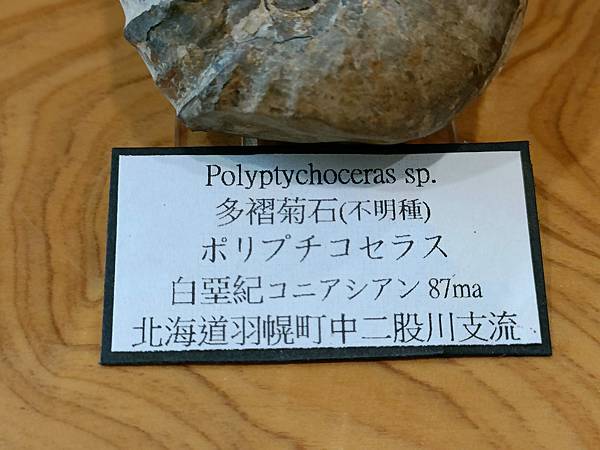 Polyptychoceras sp.
多褶菊石(不明種)
ポリプチコセラス
白堊紀コニアシアン 87ma
北海道羽幌町中二股川支流